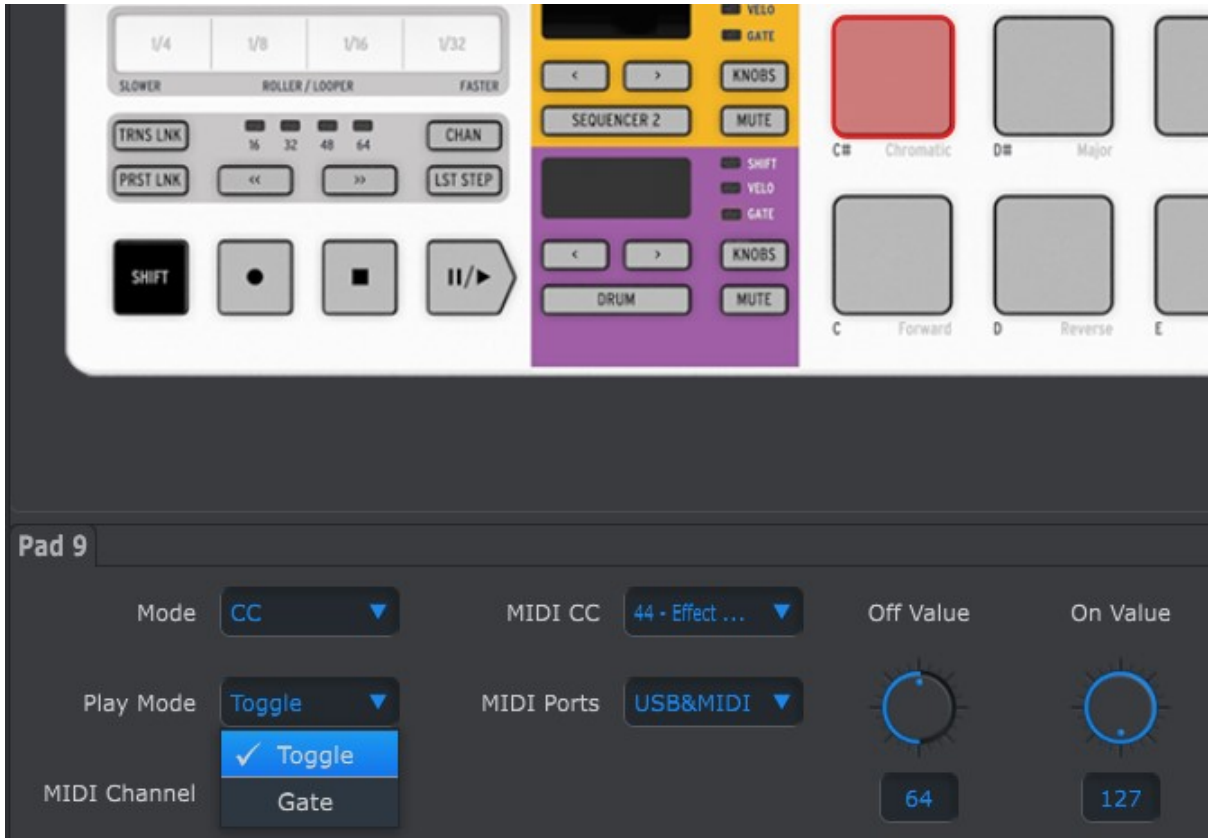 VELO
GATE
1/4 1/8 1/16 1/32
SLOWER ROLLER / LOOPER FASTER
< > KNOBS
SEQUENCER 2 MUTE
TRNS LNK CHAN
16 32 48 64
C# Chromatic D# Major
PRST LNK << >> LST STEP
SHIFT
VELO
GATE
SHIFT
< > KNOBS
DRUM MUTE
C Forward D Reverse E
Pad 9
Mode CC MIDI CC 44 - Effect ... Off Value On Value
Play Mode Toggle MIDI Ports USB&MIDI
Toggle
Gate
MIDI Channel 64 127